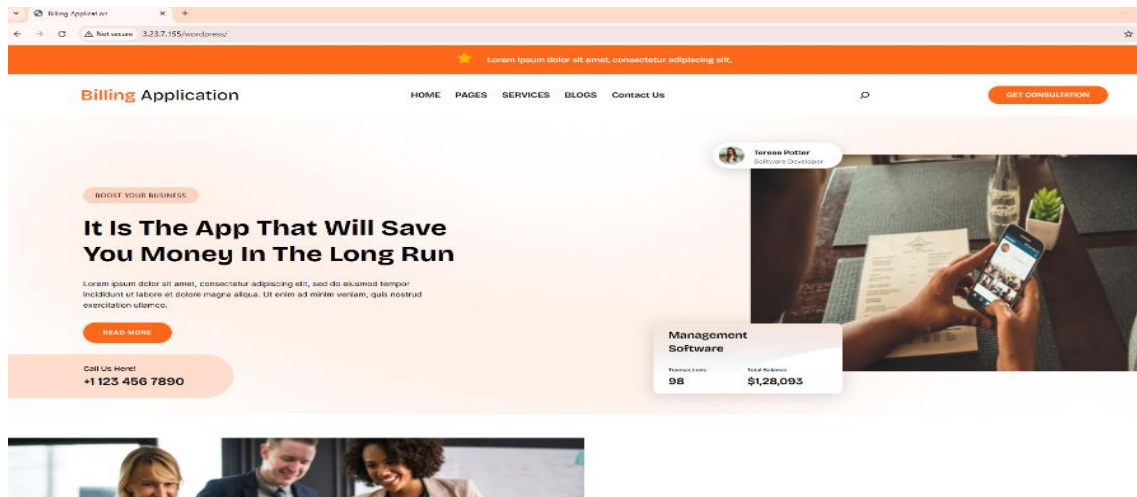 Billing Application
Not secure 3.23.7.155/wordpress/
Lorem ipsum dolor sit amet, consectetur adipiscing elit,
Billing Application
HOME PAGES SERVICES BLOGS Contact Us
GET CONSULTATION
Terese Potter
Software Developer
BOOST YOUR BUSINESS
It Is The App That Will Save
You Money In The Long Run
Lorem ipsum dolor sit amet, consectetur adipiscing elit, sed do eiusmod tempor
incididunt ut labore et dolore magna aliqua. Ut enim ad minim veniam, quis nostrud
exercitation ullamco.
READ MORE
Management
Software
Transactions Total Balance
98 $1,28,093
Call Us Here!
+1 123 456 7890